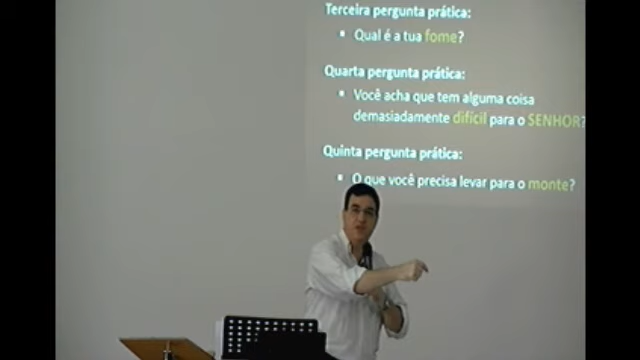 Terceira pergunta prática:
▪ Qual é a tua fome?
Quarta pergunta prática:
▪ Você acha que tem alguma coisa
demasiadamente difícil para o SENHOR?
Quinta pergunta prática:
▪ O que você precisa levar para o monte?